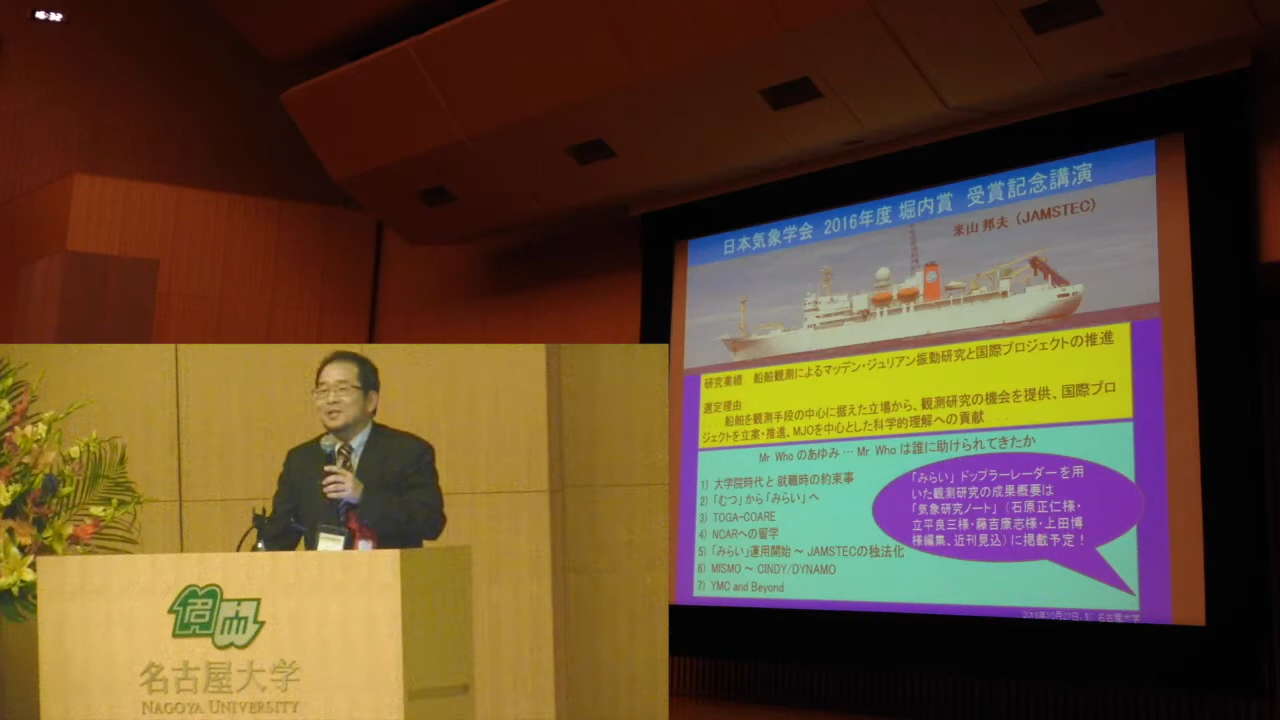 16:32
日本気象学会 2016年度 堀内賞 受賞記念講演
米山 邦夫 (JAMSTEC)
研究業績 船舶観測によるマッデン・ジュリアン振動研究と国際プロジェクトの推進
選定理由
船舶を観測手段の中心に据えた立場から、観測研究の機会を提供、国際プロ
ジェクトを立案・推進、MJOを中心とした科学的理解への貢献
Mr Who のあゆみ … Mr Who は誰に助けられてきたか
1) 大学院時代と就職時の約束事
2) 「むつ」から「みらい」へ
3) TOGA-COARE
4) NCARへの留学
5) 「みらい」運用開始 ~ JAMSTECの独法化
6) MISMO ~ CINDY/DYNAMO
7) YMC and Beyond
「みらい」ドップラーレーダーを用
いた観測研究の成果概要は
「気象研究ノート」(石原正仁様・
立平良三様・藤吉康志様・上田博
様編集、近刊見込)に掲載予定!
名古屋大学
名古屋大学
NAGOYA UNIVERSITY